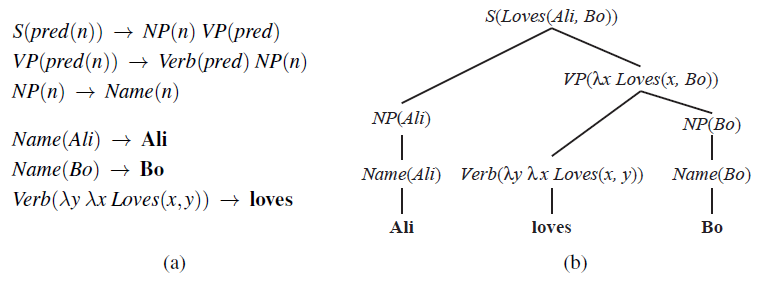 S(pred(n)) → NP(n) VP(pred)
VP(pred(n)) → Verb(pred) NP(n)
NP(n) → Name(n)
Name(Ali) → Ali
Name(Bo) → Bo
Verb(λy λx Loves(x,y)) → loves
(a)
S(Loves(Ali, Bo))
VP(λx Loves(x, Bo))
NP(Ali)
NP(Bo)
Name(Ali) Verb(λy λx Loves(x, y)) Name(Bo)
Ali loves Bo
(b)